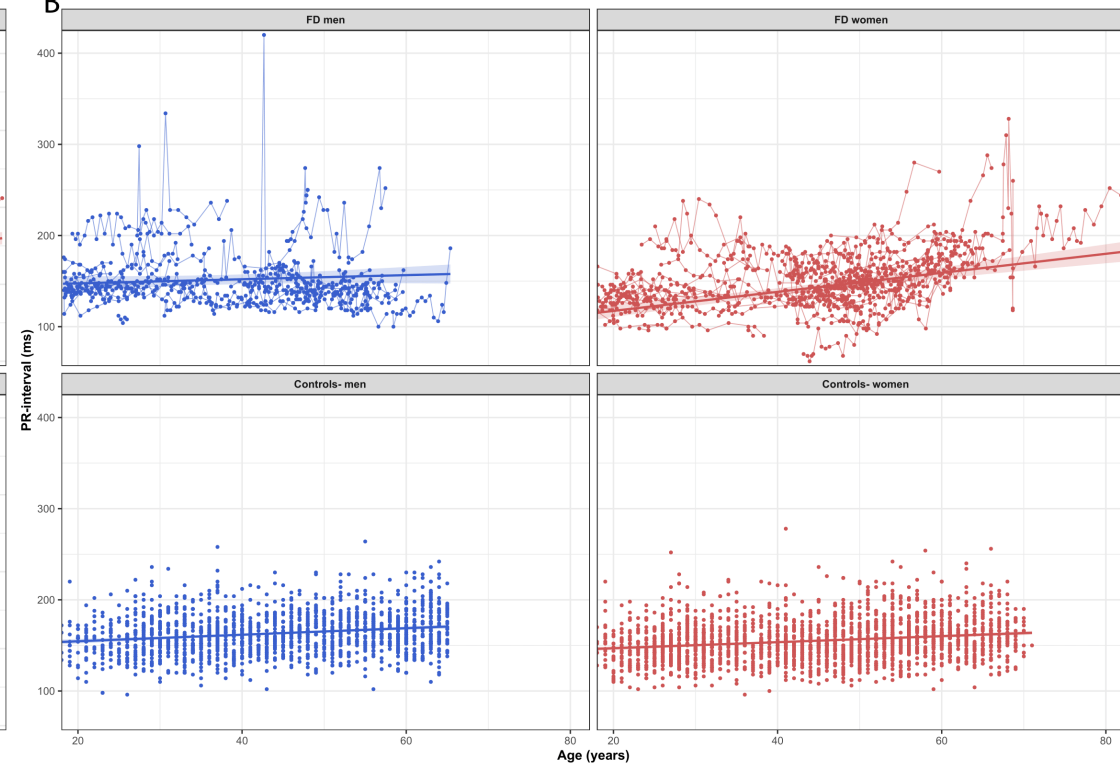 D
FD men
FD women
400
300
200
100
Controls- men
Controls- women
400
300
200
100
PR-interval (ms)
20 40 60 80 20 40 60 80
Age (years)